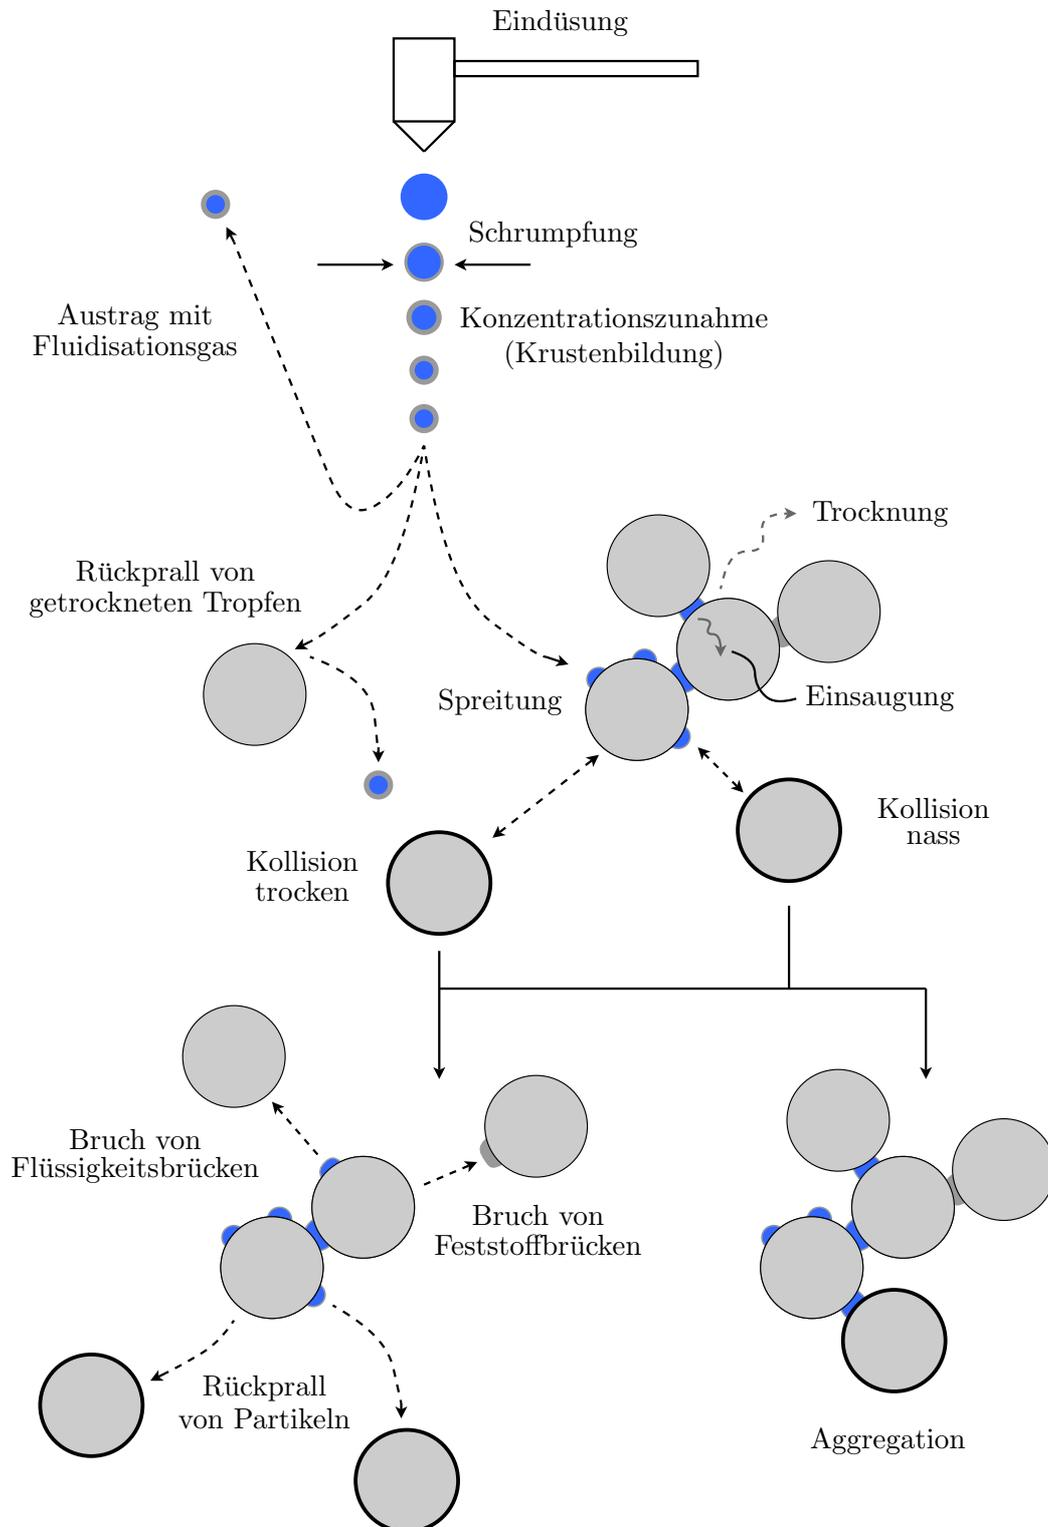 Eindüsung
Schrumpfung
Austrag mit
Fluidisationsgas
Konzentrationszunahme
(Krustenbildung)
Trocknung
Rückprall von
getrockneten Tropfen
Spreitung
Einsaugung
Kollision
nass
Kollision
trocken
Bruch von
Flüssigkeitsbrücken
Bruch von
Feststoffbrücken
Rückprall
von Partikeln
Aggregation